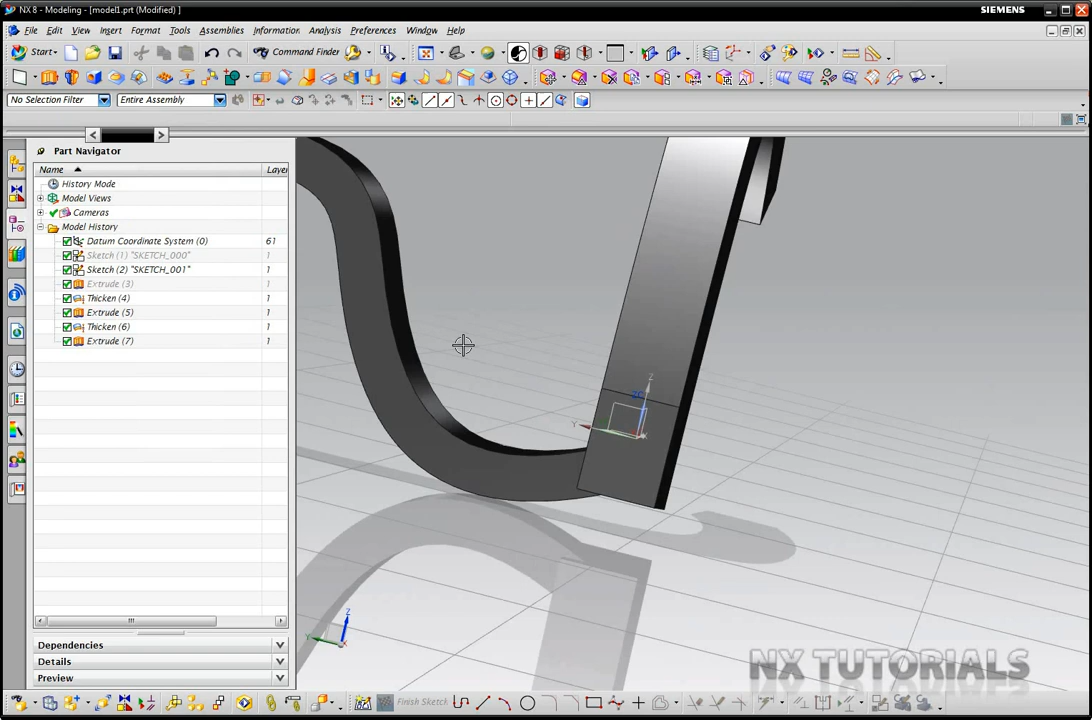 NX 8 - Modeling - [model1.prt (Modified) ]
SIEMENS
File Edit View Insert Format Tools Assemblies Information Analysis Preferences Window Help
Start Command Finder
No Selection Filter Entire Assembly
Part Navigator
Name Layer
History Mode
Model Views
Cameras
Model History
Datum Coordinate System (0) 61
Sketch (1) "SKETCH_000" 1
Sketch (2) "SKETCH_001" 1
Extrude (3) 1
Thicken (4) 1
Extrude (5) 1
Thicken (6) 1
Extrude (7) 1
Z
Y
X
Z
Y
X
Dependencies
Details
Preview
NX TUTORIALS
Finish Sketch